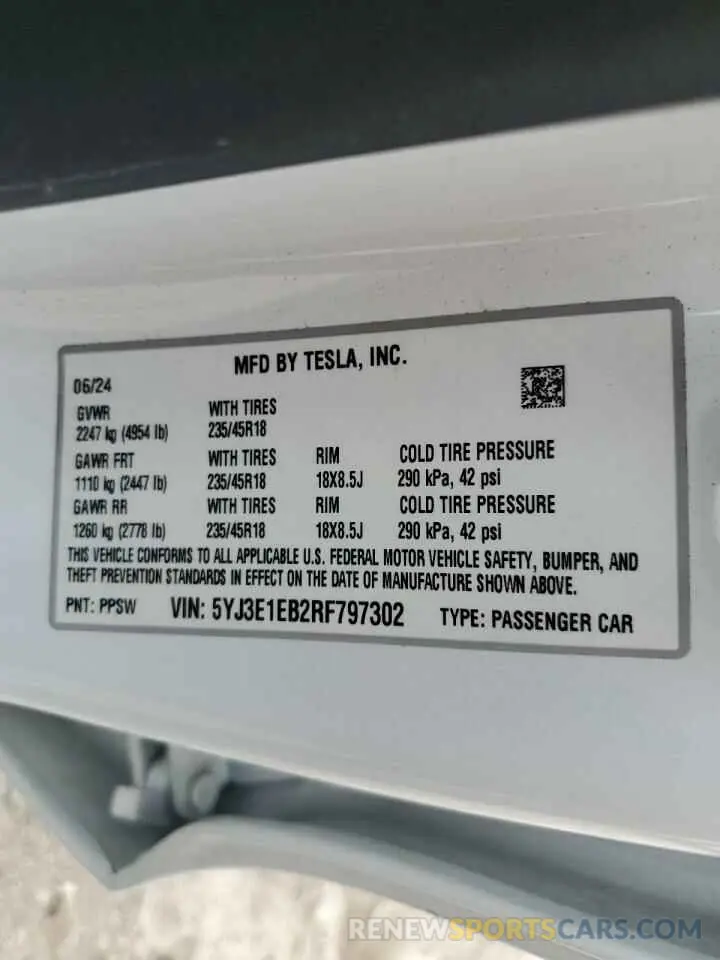 MFD BY TESLA, INC.
06/24
GVWR WITH TIRES
2247 kg (4954 lb) 235/45R18
GAWR FRT WITH TIRES RIM COLD TIRE PRESSURE
1110 kg (2447 lb) 235/45R18 18X8.5J 290 kPa, 42 psi
GAWR RR WITH TIRES RIM COLD TIRE PRESSURE
1260 kg (2778 lb) 235/45R18 18X8.5J 290 kPa, 42 psi
THIS VEHICLE CONFORMS TO ALL APPLICABLE U.S. FEDERAL MOTOR VEHICLE SAFETY, BUMPER, AND
THEFT PREVENTION STANDARDS IN EFFECT ON THE DATE OF MANUFACTURE SHOWN ABOVE.
PNT: PPSW VIN: 5YJ3E1EB2RF797302 TYPE: PASSENGER CAR
RENEWSPORTSCARS.COM